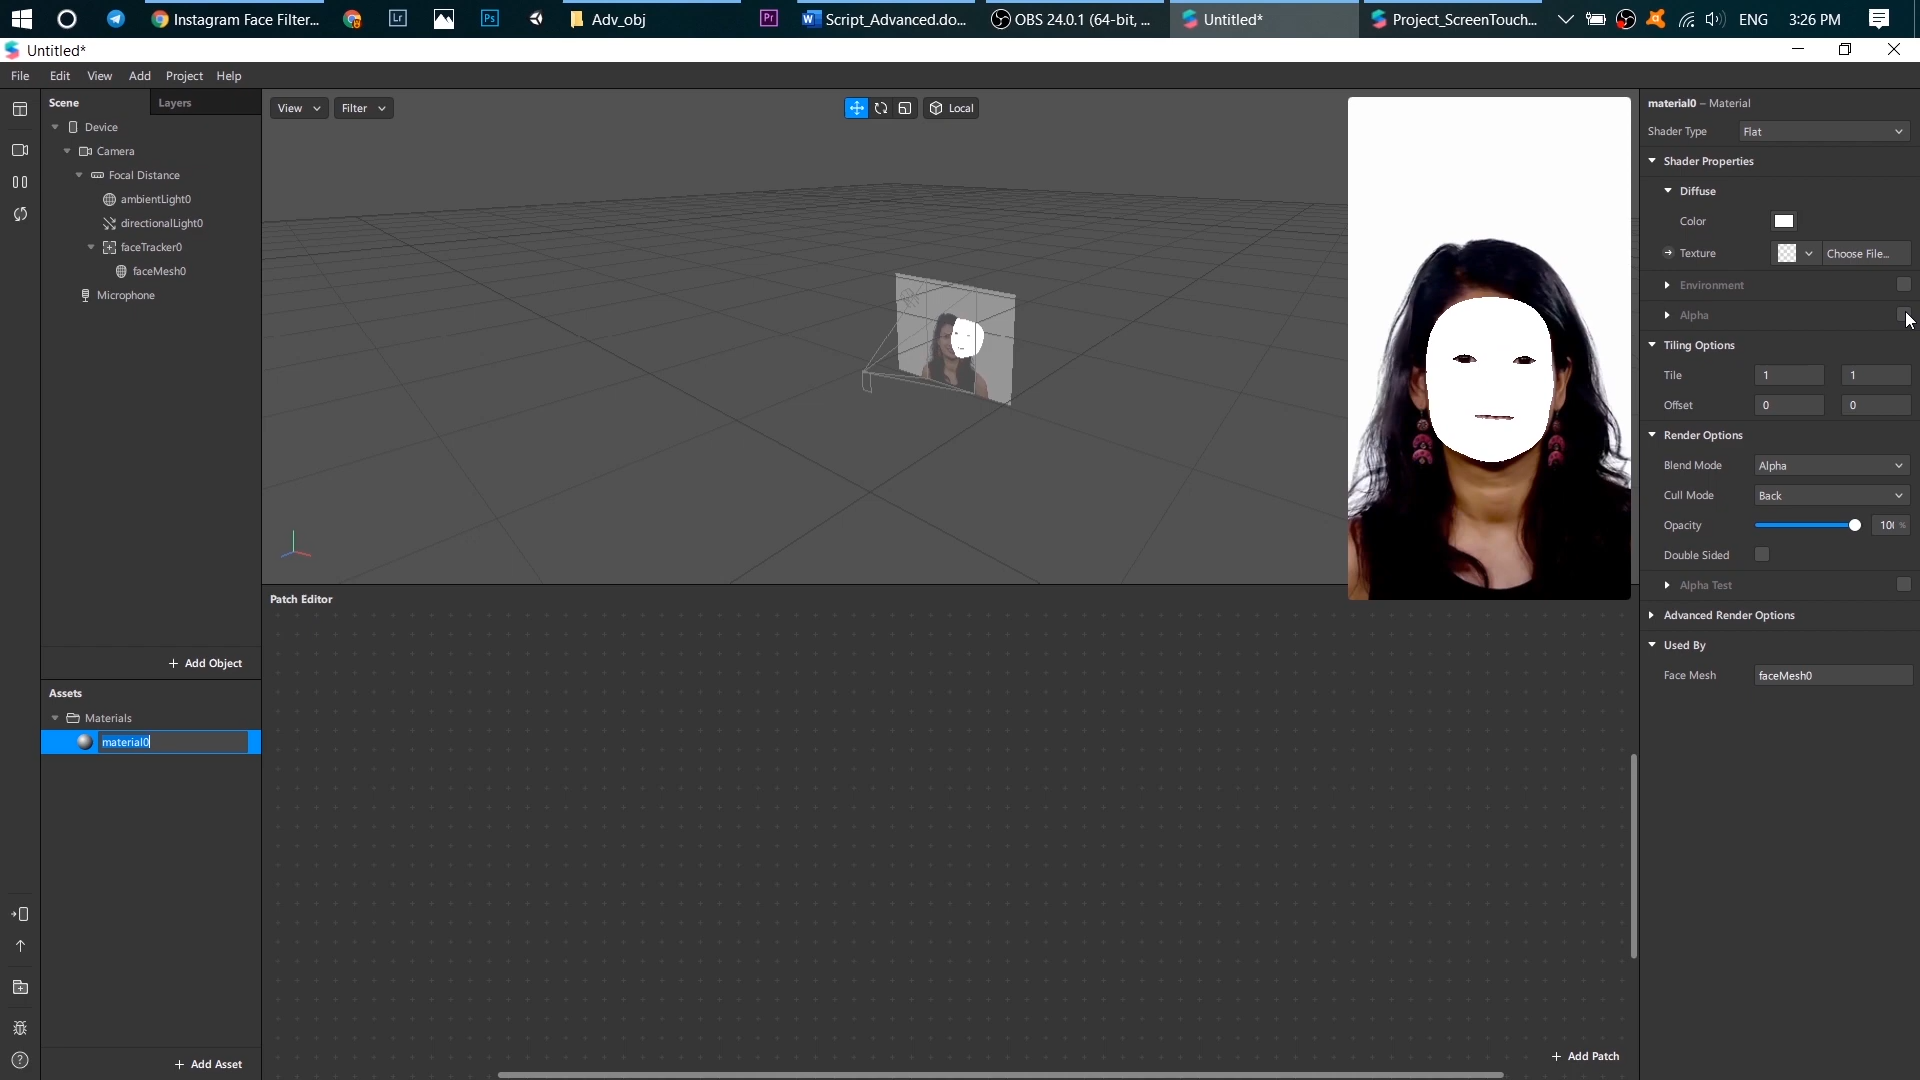 Instagram Face Filter...
Lr
Ps
Adv_obj
Pr
Script_Advanced.do...
OBS 24.0.1 (64-bit, ...
Untitled*
Project_ScreenTouch...
ENG
3:26 PM
Untitled*
File
Edit
View
Add
Project
Help
Scene
Layers
Device
Camera
Focal Distance
ambientLight0
directionalLight0
faceTracker0
faceMesh0
Microphone
+ Add Object
Assets
Materials
material0
+ Add Asset
View
Filter
Local
Patch Editor
+ Add Patch
material0 – Material
Shader Type
Flat
Shader Properties
Diffuse
Color
Texture
Choose File...
Environment
Alpha
Tiling Options
Tile
1
1
Offset
0
0
Render Options
Blend Mode
Alpha
Cull Mode
Back
Opacity
10( %
Double Sided
Alpha Test
Advanced Render Options
Used By
Face Mesh
faceMesh0